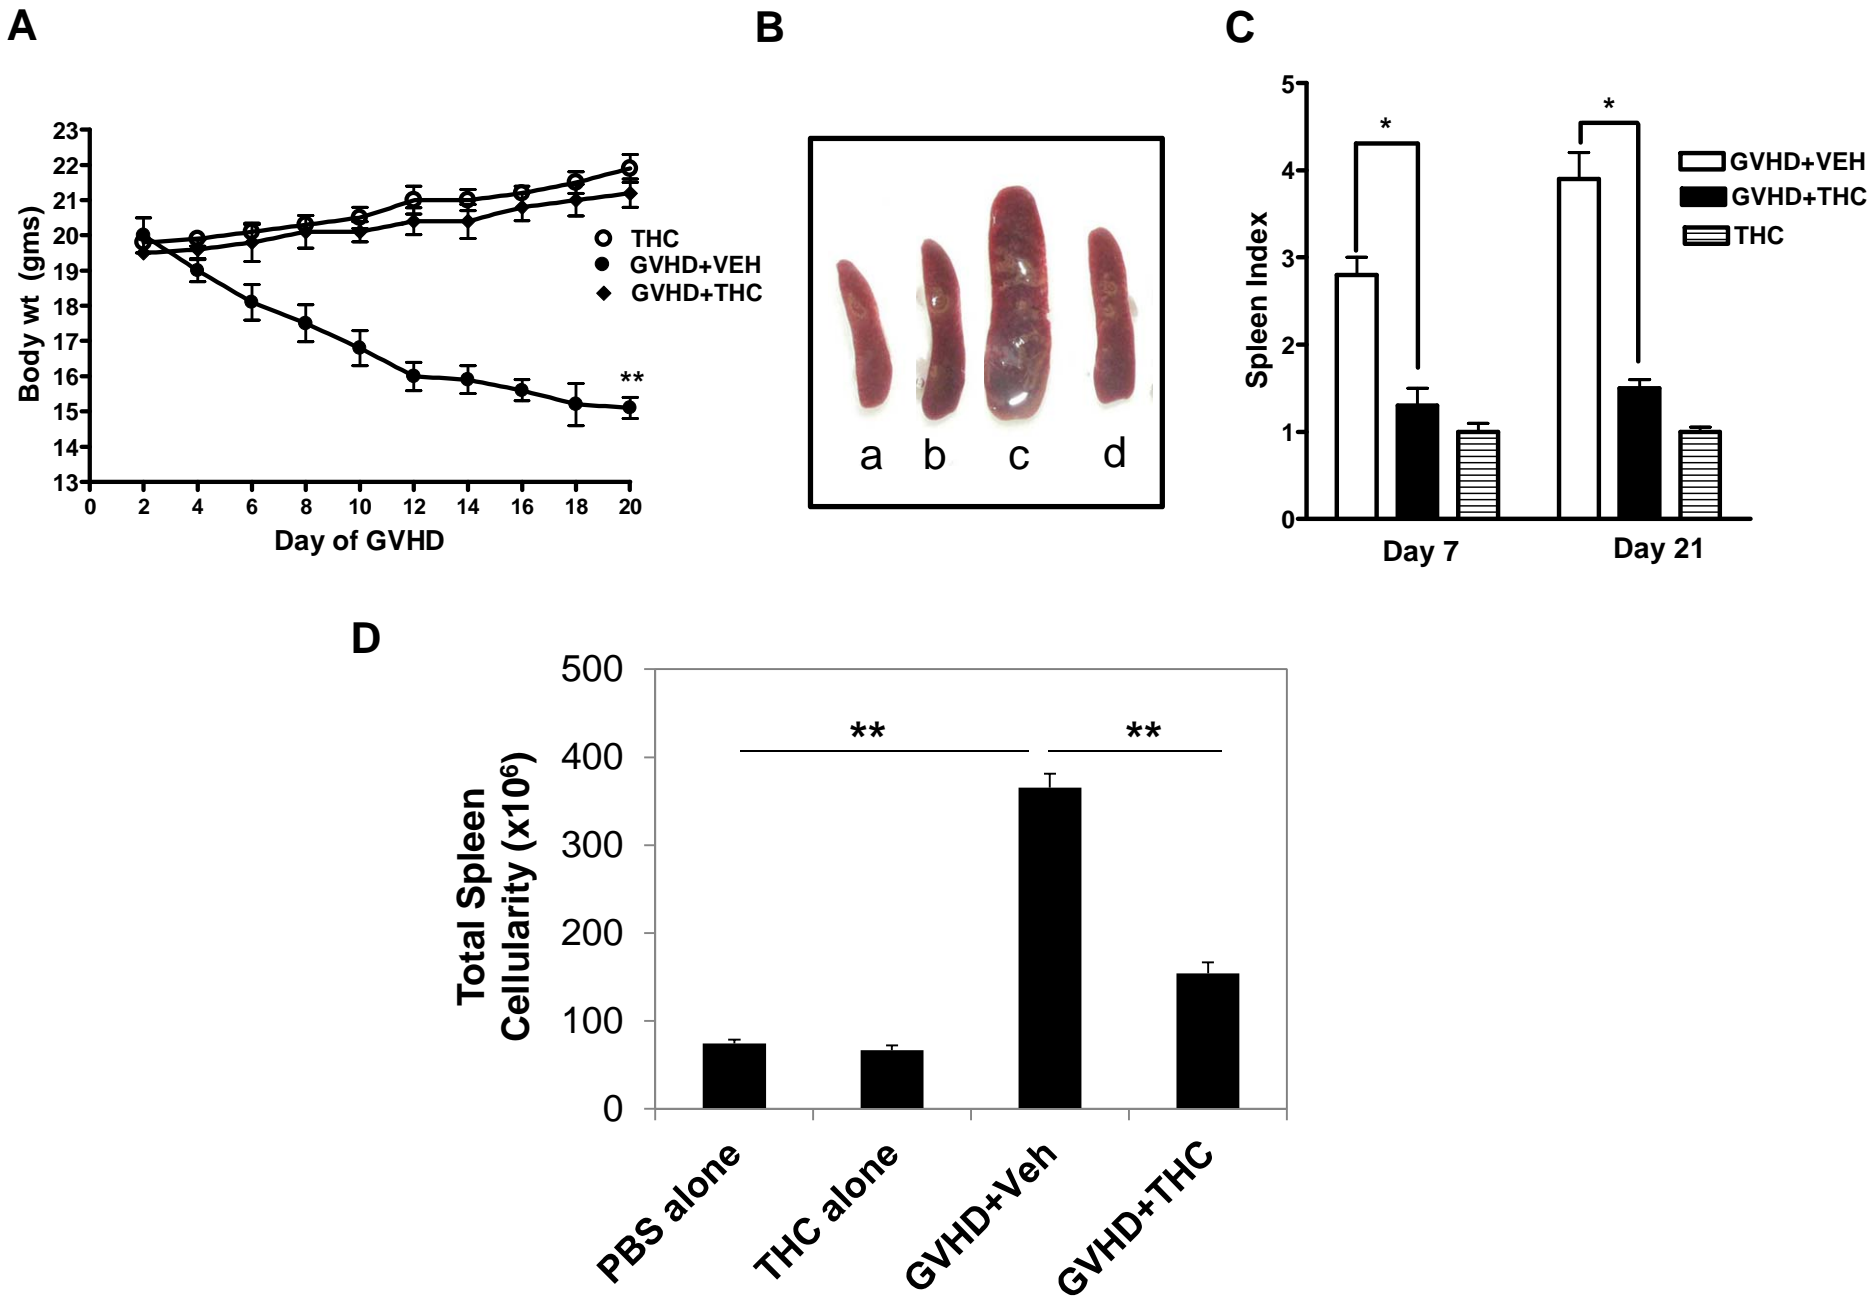 A
B
C
23
22
21
20
19
18
17
16
15
14
13
Body wt (gms)
0 2 4 6 8 10 12 14 16 18 20
Day of GVHD
THC
GVHD+VEH
GVHD+THC
**
a b c d
5
4
3
2
1
0
Spleen Index
*
*
GVHD+VEH
GVHD+THC
THC
Day 7 Day 21
D
500
400
300
200
100
0
Total Spleen
Cellularity (x10⁶)
** **
PBS alone
THC alone
GVHD+Veh
GVHD+THC